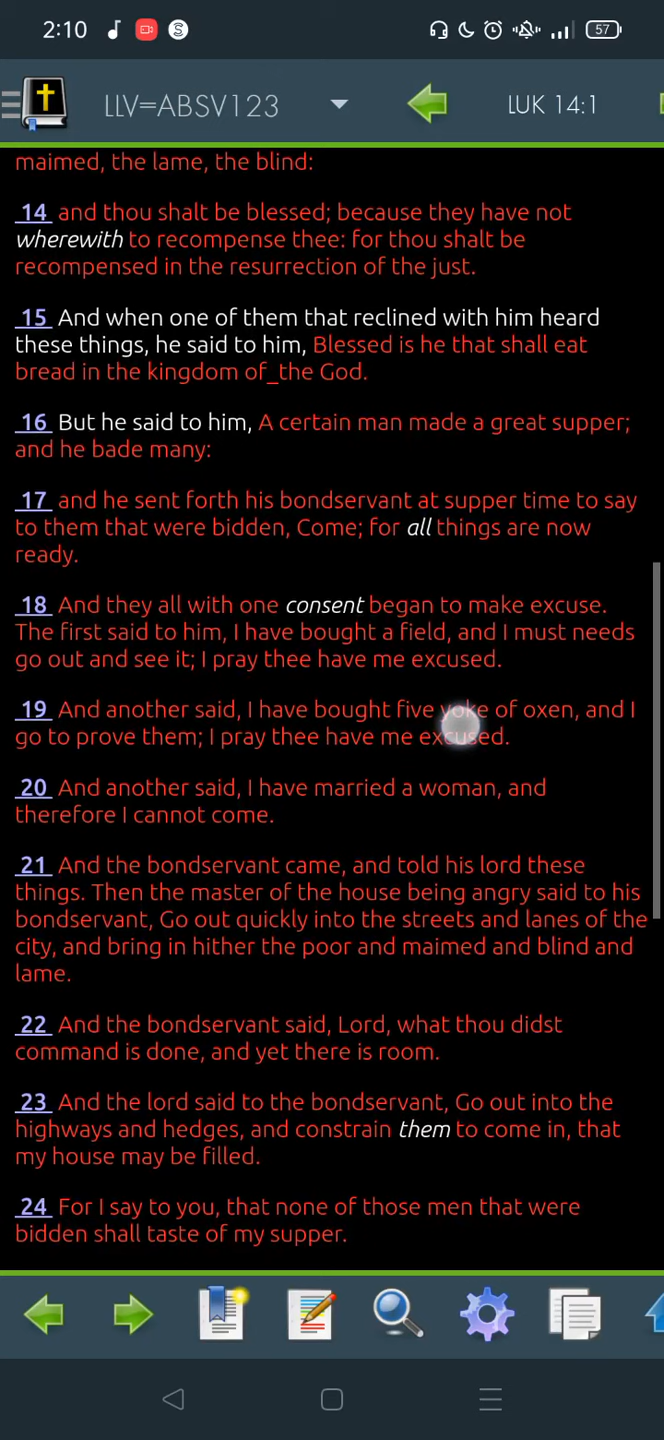 2:10
57
LLV=ABSV123
LUK 14:1
maimed, the lame, the blind:
14 and thou shalt be blessed; because they have not
wherewith to recompense thee: for thou shalt be
recompensed in the resurrection of the just.
15 And when one of them that reclined with him heard
these things, he said to him, Blessed is he that shall eat
bread in the kingdom of_the God.
16 But he said to him, A certain man made a great supper;
and he bade many:
17 and he sent forth his bondservant at supper time to say
to them that were bidden, Come; for all things are now
ready.
18 And they all with one consent began to make excuse.
The first said to him, I have bought a field, and I must needs
go out and see it; I pray thee have me excused.
19 And another said, I have bought five yoke of oxen, and I
go to prove them; I pray thee have me excused.
20 And another said, I have married a woman, and
therefore I cannot come.
21 And the bondservant came, and told his lord these
things. Then the master of the house being angry said to his
bondservant, Go out quickly into the streets and lanes of the
city, and bring in hither the poor and maimed and blind and
lame.
22 And the bondservant said, Lord, what thou didst
command is done, and yet there is room.
23 And the lord said to the bondservant, Go out into the
highways and hedges, and constrain them to come in, that
my house may be filled.
24 For I say to you, that none of those men that were
bidden shall taste of my supper.